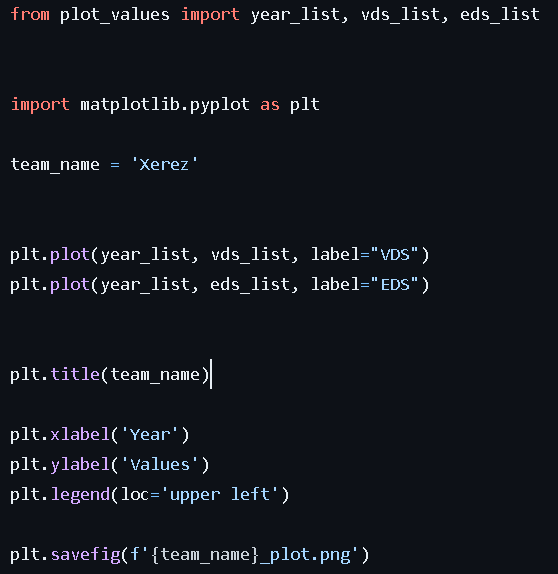 from plot_values import year_list, vds_list, eds_list
import matplotlib.pyplot as plt
team_name = 'Xerez'
plt.plot(year_list, vds_list, label="VDS")
plt.plot(year_list, eds_list, label="EDS")
plt.title(team_name)
plt.xlabel('Year')
plt.ylabel('Values')
plt.legend(loc='upper left')
plt.savefig(f'{team_name}_plot.png')